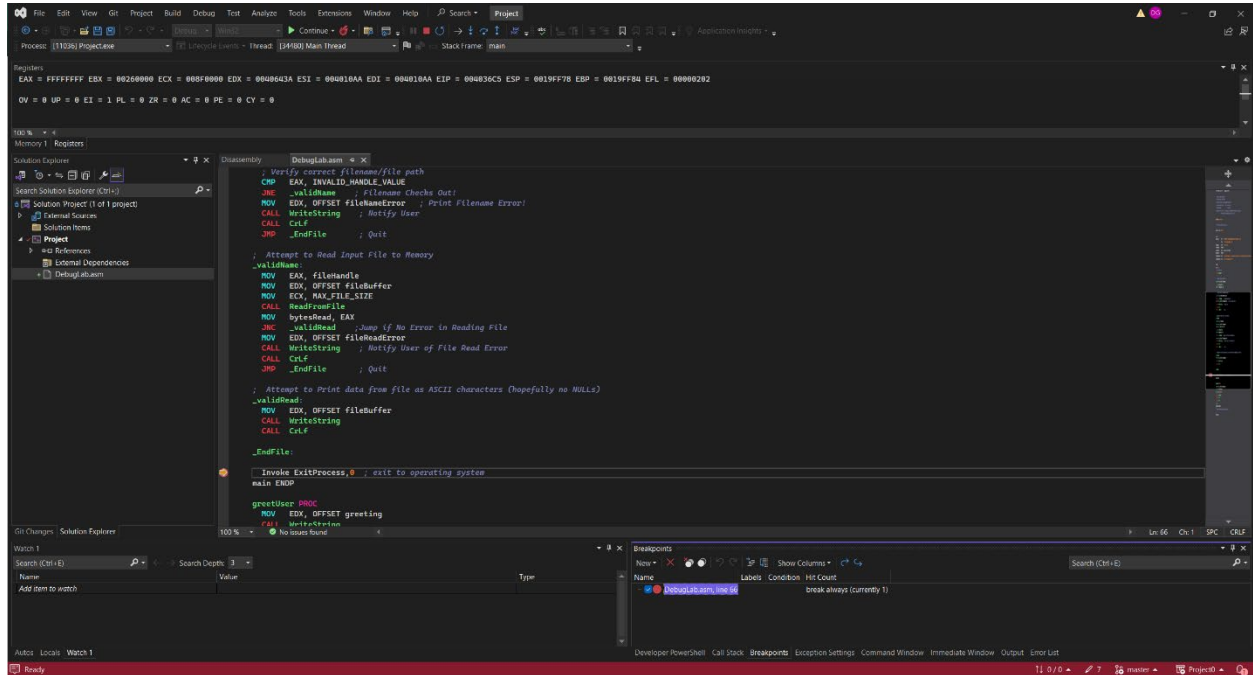 File Edit View Git Project Build Debug Test Analyze Tools Extensions Window Help Search Project
Continue Application Insights
Process: [11036] Project.exe Lifecycle Events Thread: [34480] Main Thread Stack Frame: main
Registers
EAX = FFFFFFFF EBX = 00260000 ECX = 008F0000 EDX = 0040643A ESI = 004010AA EDI = 004010AA EIP = 004036C5 ESP = 0019FF78 EBP = 0019FF84 EFL = 00000202
OV = 0 UP = 0 EI = 1 PL = 0 ZR = 0 AC = 0 PE = 0 CY = 0
100 %
Memory 1 Registers
Solution Explorer
Search Solution Explorer (Ctrl+;)
Solution 'Project' (1 of 1 project)
External Sources
Solution Items
Project
References
External Dependencies
DebugLab.asm
Git Changes Solution Explorer
Disassembly DebugLab.asm
; Verify correct filename/file path
CMP EAX, INVALID_HANDLE_VALUE
JNE _validName ; Filename Checks Out!
MOV EDX, OFFSET fileNameError ; Print Filename Error!
CALL WriteString ; Notify User
CALL CrLf
JMP _EndFile ; Quit
; Attempt to Read Input File to Memory
_validName:
MOV EAX, fileHandle
MOV EDX, OFFSET fileBuffer
MOV ECX, MAX_FILE_SIZE
CALL ReadFromFile
MOV bytesRead, EAX
JNC _validRead ;Jump if No Error in Reading File
MOV EDX, OFFSET fileReadError
CALL WriteString ; Notify User of File Read Error
CALL CrLf
JMP _EndFile ; Quit
; Attempt to Print data from file as ASCII characters (hopefully no NULLs)
_validRead:
MOV EDX, OFFSET fileBuffer
CALL WriteString
CALL CrLf
_EndFile:
Invoke ExitProcess,0 ; exit to operating system
main ENDP
greetUser PROC
MOV EDX, OFFSET greeting
CALL WriteString
100 % No issues found Ln: 66 Ch: 1 SPC CRLF
Watch 1
Search (Ctrl+E) Search Depth: 3
Name Value Type
Add item to watch
Autos Locals Watch 1
Breakpoints
New Show Columns Search (Ctrl+E)
Name Labels Condition Hit Count
DebugLab.asm, line 66 break always (currently 1)
Developer PowerShell Call Stack Breakpoints Exception Settings Command Window Immediate Window Output Error List
Ready 0 / 0 7 master Project0